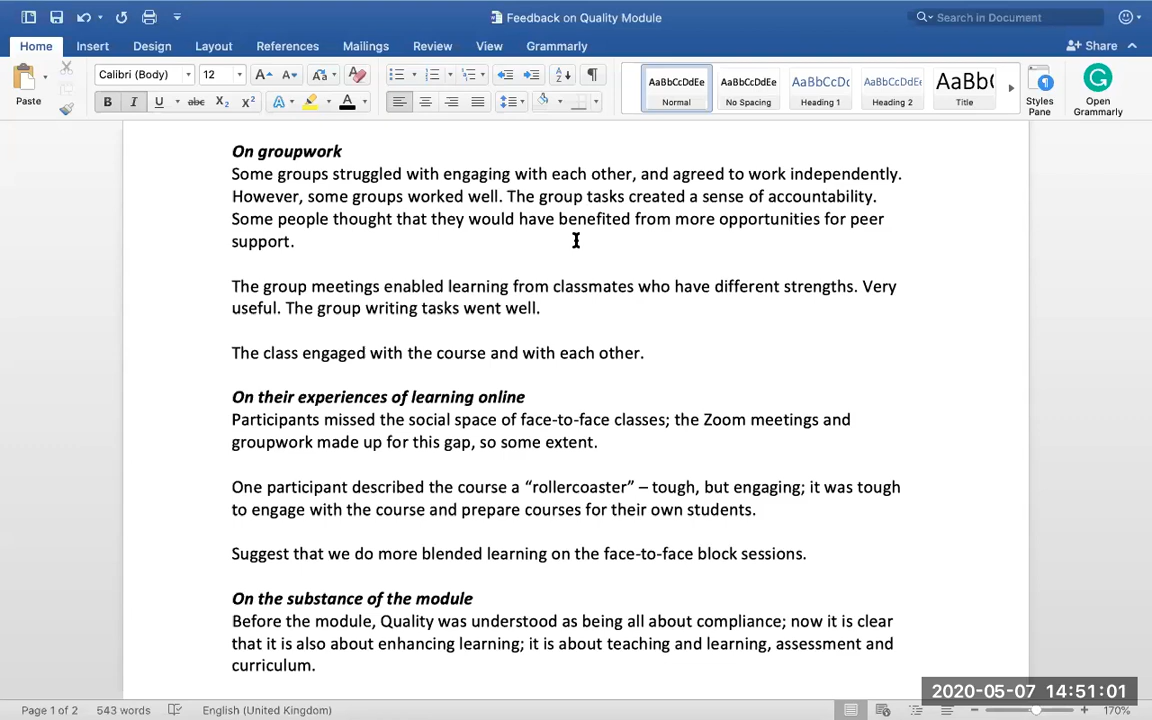 Feedback on Quality Module
Search in Document
Home Insert Design Layout References Mailings Review View Grammarly Share
Paste
Calibri (Body) 12
B I U abc X2 X2 A A
AaBbCcDdEe AaBbCcDdEe AaBbCcDc AaBbCcDdEe AaBb(
Normal No Spacing Heading 1 Heading 2 Title
Styles Pane
Open Grammarly
On groupwork
Some groups struggled with engaging with each other, and agreed to work independently.
However, some groups worked well. The group tasks created a sense of accountability.
Some people thought that they would have benefited from more opportunities for peer
support.
The group meetings enabled learning from classmates who have different strengths. Very
useful. The group writing tasks went well.
The class engaged with the course and with each other.
On their experiences of learning online
Participants missed the social space of face-to-face classes; the Zoom meetings and
groupwork made up for this gap, so some extent.
One participant described the course a “rollercoaster” – tough, but engaging; it was tough
to engage with the course and prepare courses for their own students.
Suggest that we do more blended learning on the face-to-face block sessions.
On the substance of the module
Before the module, Quality was understood as being all about compliance; now it is clear
that it is also about enhancing learning; it is about teaching and learning, assessment and
curriculum.
2020-05-07 14:51:01
Page 1 of 2 543 words English (United Kingdom) 170%